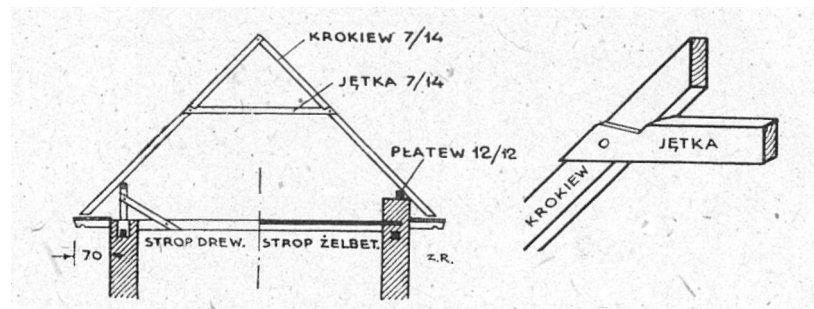 KROKIEW 7/14
JĘTKA 7/14
PŁATEW 12/12
STROP DREW.
STROP ŻELBET.
70
Z.R.
JĘTKA
KROKIEW